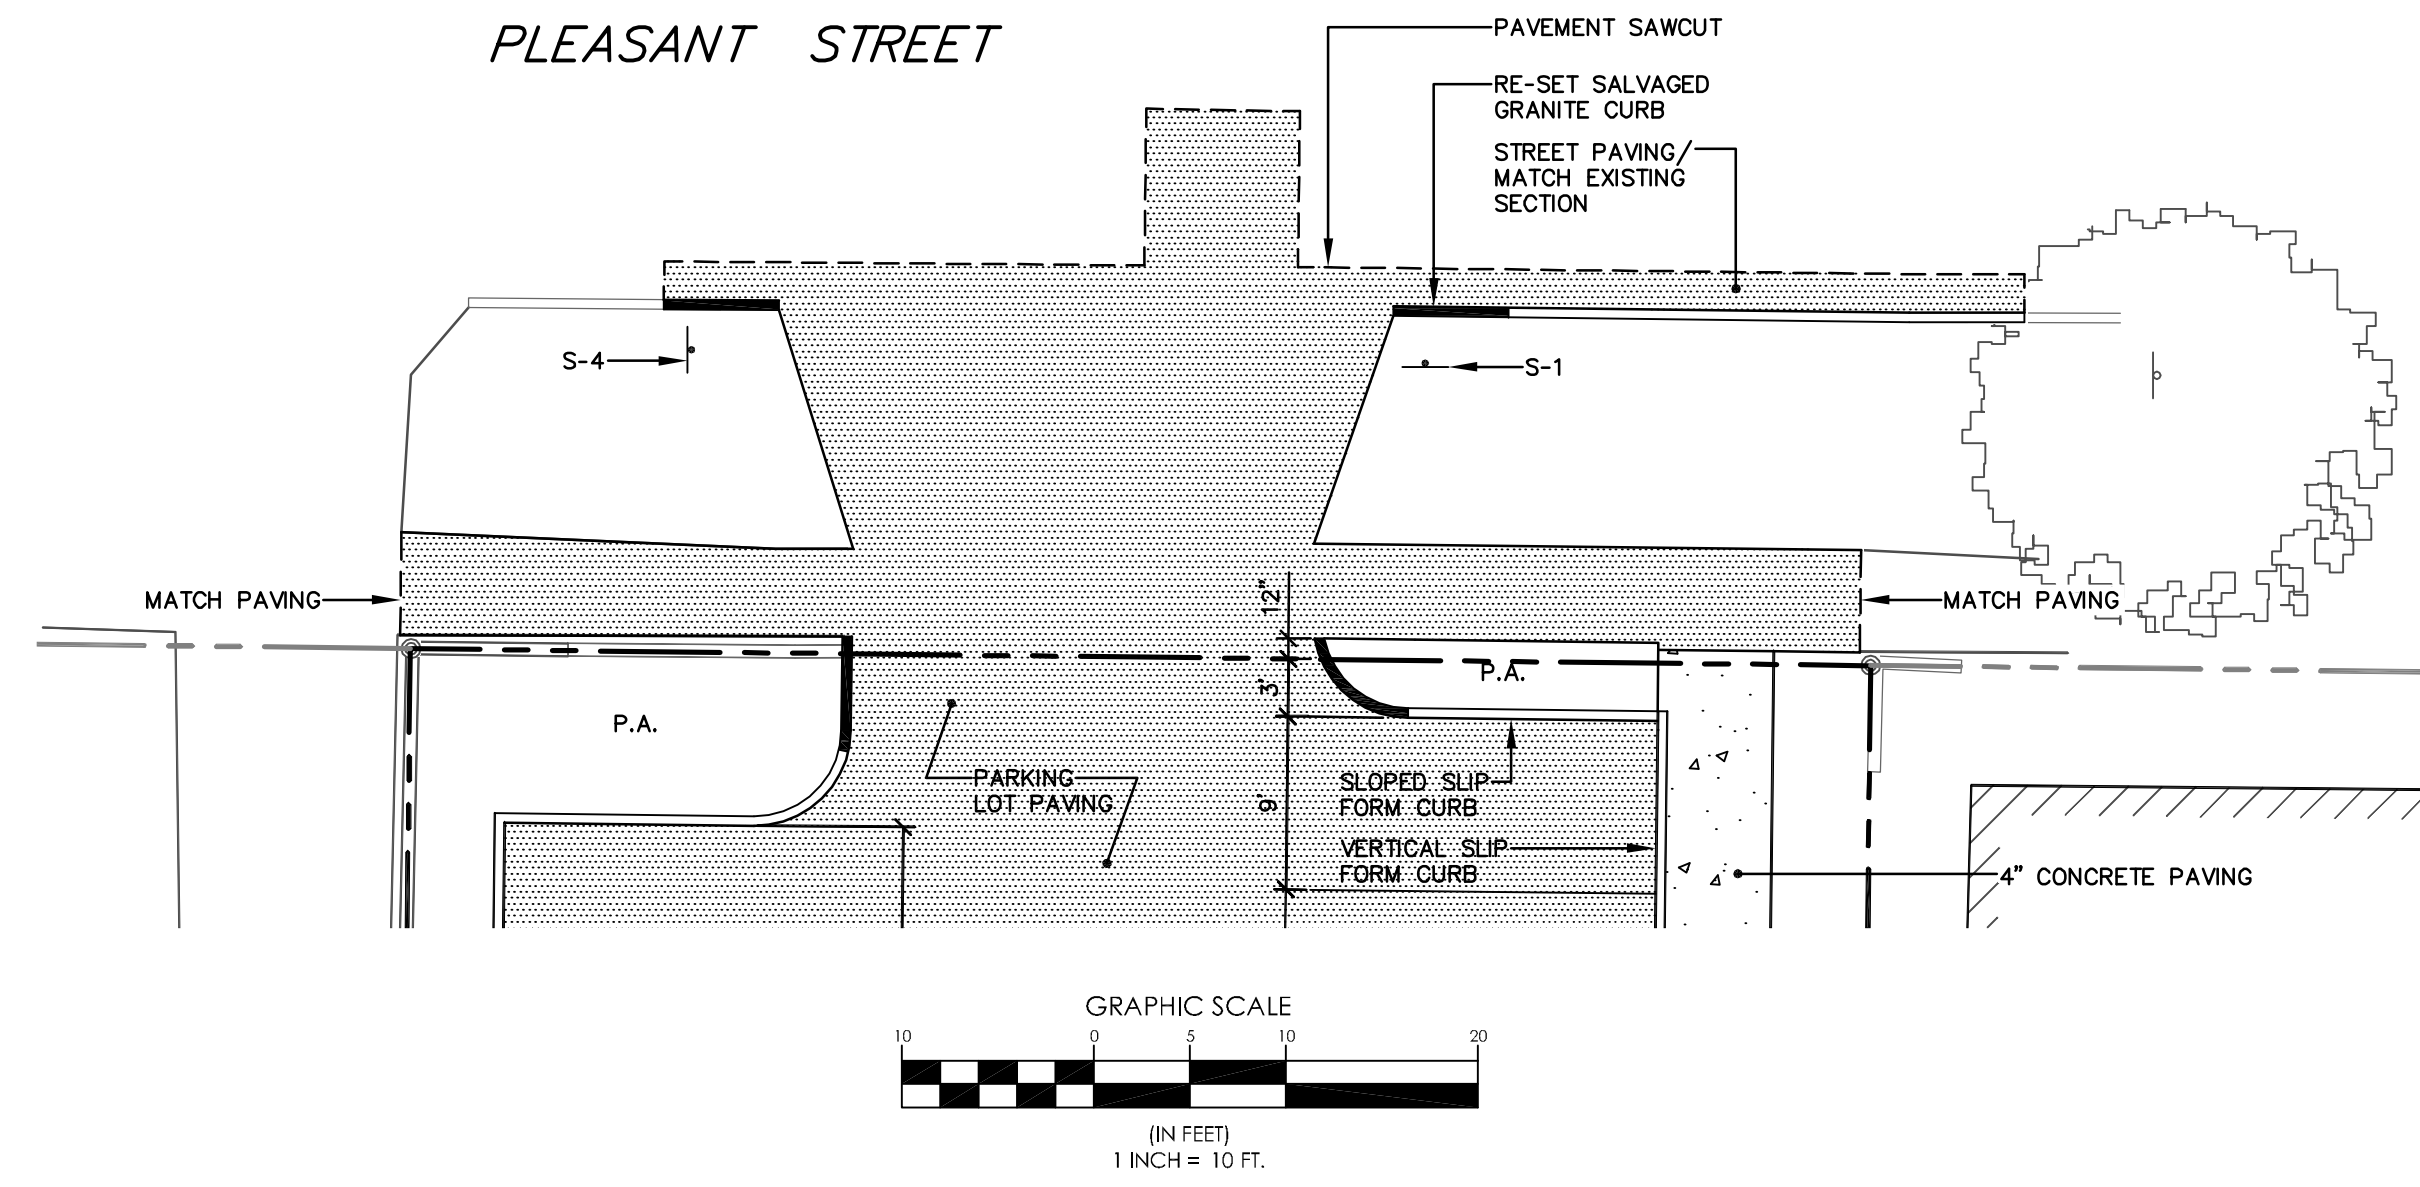 PLEASANT STREET
PAVEMENT SAWCUT
RE-SET SALVAGED
GRANITE CURB
STREET PAVING/
MATCH EXISTING
SECTION
S-4
S-1
MATCH PAVING
12"
MATCH PAVING
3'
P.A.
P.A.
PARKING
LOT PAVING
9'
SLOPED SLIP
FORM CURB
VERTICAL SLIP
FORM CURB
4" CONCRETE PAVING
GRAPHIC SCALE
10 0 5 10 20
(IN FEET)
1 INCH = 10 FT.